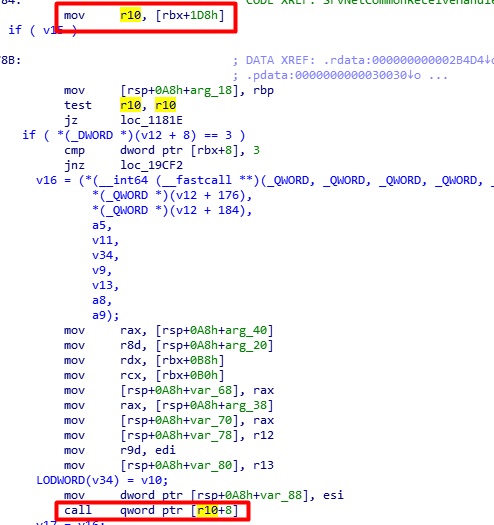 84: ; CODE XREF: SrvNetCommonReceiveHandle
mov r10, [rbx+1D8h]
if ( v15 )
78B: ; DATA XREF: .rdata:000000000002B4D4↓o
; .pdata:0000000000030030↓o ...
mov [rsp+0A8h+arg_18], rbp
test r10, r10
jz loc_1181E
if ( *(_DWORD *)(v12 + 8) == 3 )
cmp dword ptr [rbx+8], 3
jnz loc_19CF2
v16 = (*(__int64 (__fastcall **)(_QWORD, _QWORD, _QWORD, _QWORD, _
*(_QWORD *)(v12 + 176),
*(_QWORD *)(v12 + 184),
a5,
v11,
v34,
v9,
v13,
a8,
a9);
mov rax, [rsp+0A8h+arg_40]
mov r8d, [rsp+0A8h+arg_20]
mov rdx, [rbx+0B8h]
mov rcx, [rbx+0B0h]
mov [rsp+0A8h+var_68], rax
mov rax, [rsp+0A8h+arg_38]
mov [rsp+0A8h+var_70], rax
mov [rsp+0A8h+var_78], r12
mov r9d, edi
mov [rsp+0A8h+var_80], r13
LODWORD(v34) = v10;
mov dword ptr [rsp+0A8h+var_88], esi
call qword ptr [r10+8]
v17 = v16;